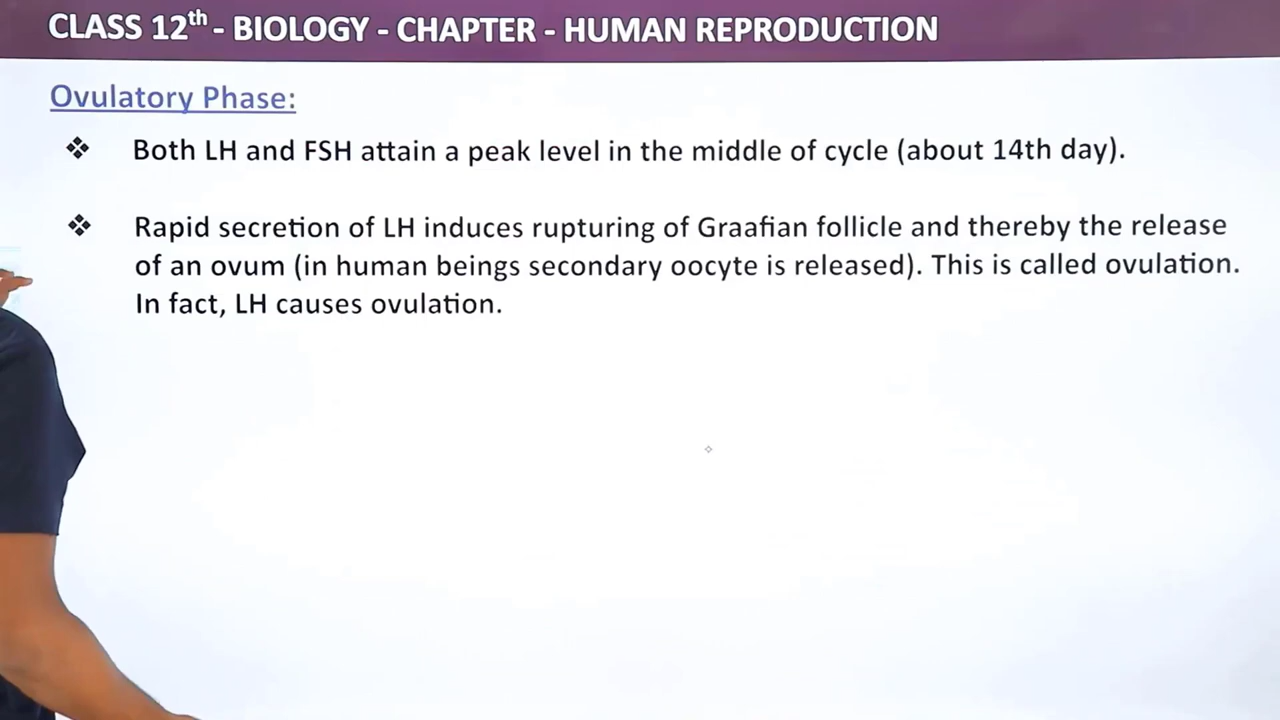 CLASS 12th - BIOLOGY - CHAPTER - HUMAN REPRODUCTION
Ovulatory Phase:
❖ Both LH and FSH attain a peak level in the middle of cycle (about 14th day).
❖ Rapid secretion of LH induces rupturing of Graafian follicle and thereby the release
of an ovum (in human beings secondary oocyte is released). This is called ovulation.
In fact, LH causes ovulation.